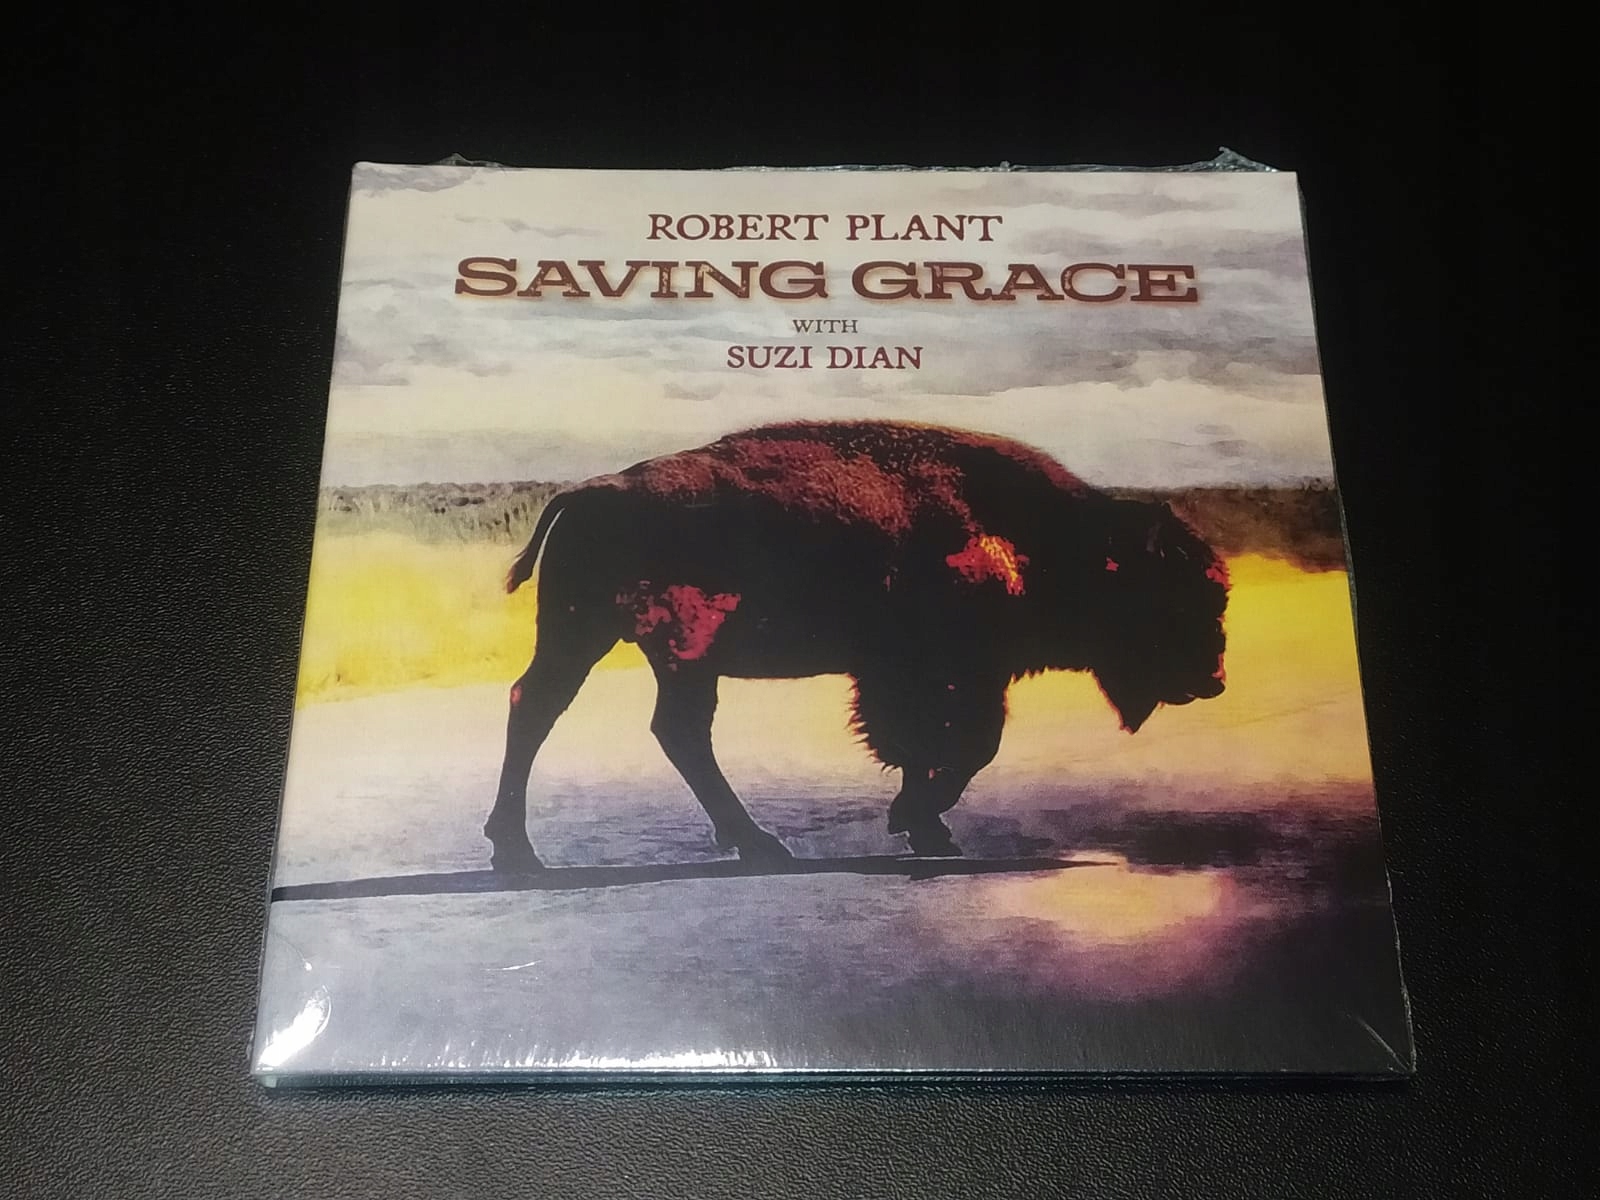 ROBERT PLANT
SAVING GRACE
WITH
SUZI DIAN